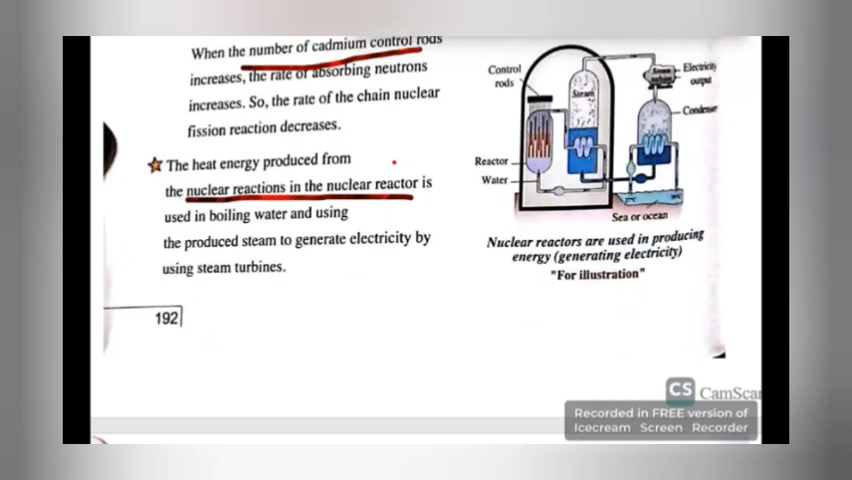 When the number of cadmium control rods
increases, the rate of absorbing neutrons
increases. So, the rate of the chain nuclear
fission reaction decreases.
The heat energy produced from
the nuclear reactions in the nuclear reactor is
used in boiling water and using
the produced steam to generate electricity by
using steam turbines.
192
Control
rods
Steam
Steam
turbine
Electricity
output
Condenser
Reactor
Water
Sea or ocean
Nuclear reactors are used in producing
energy (generating electricity)
"For illustration"
CS CamScan
Recorded in FREE version of
Icecream Screen Recorder